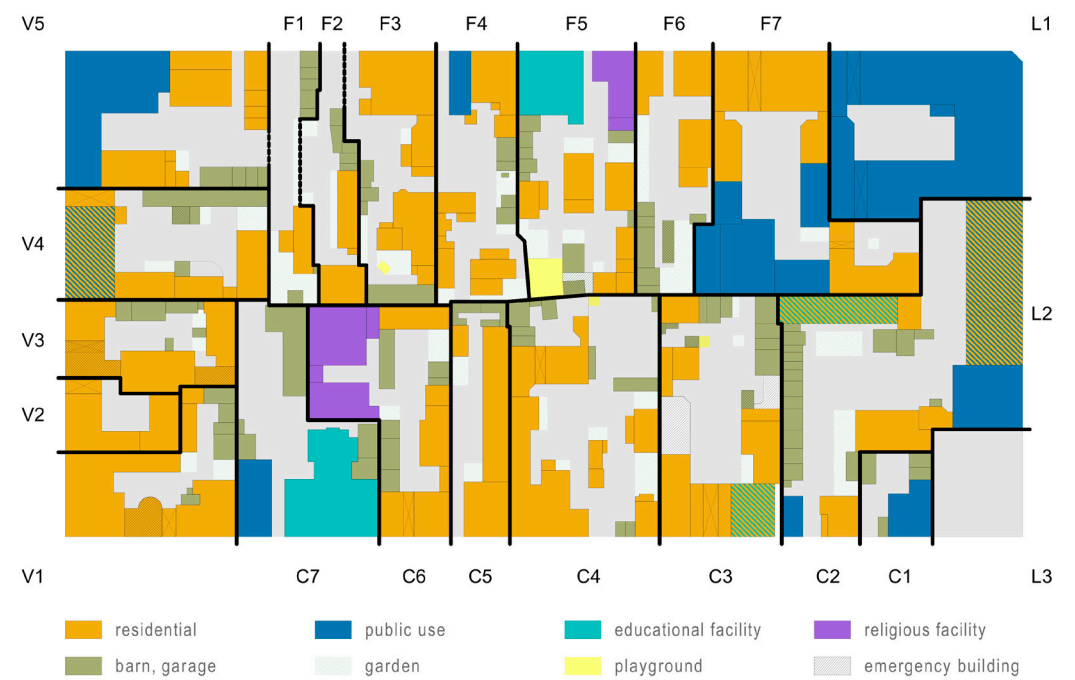 V5 F1 F2 F3 F4 F5 F6 F7 L1
V4
L2
V3
V2
V1 C7 C6 C5 C4 C3 C2 C1 L3
residential public use educational facility religious facility
barn, garage garden playground emergency building